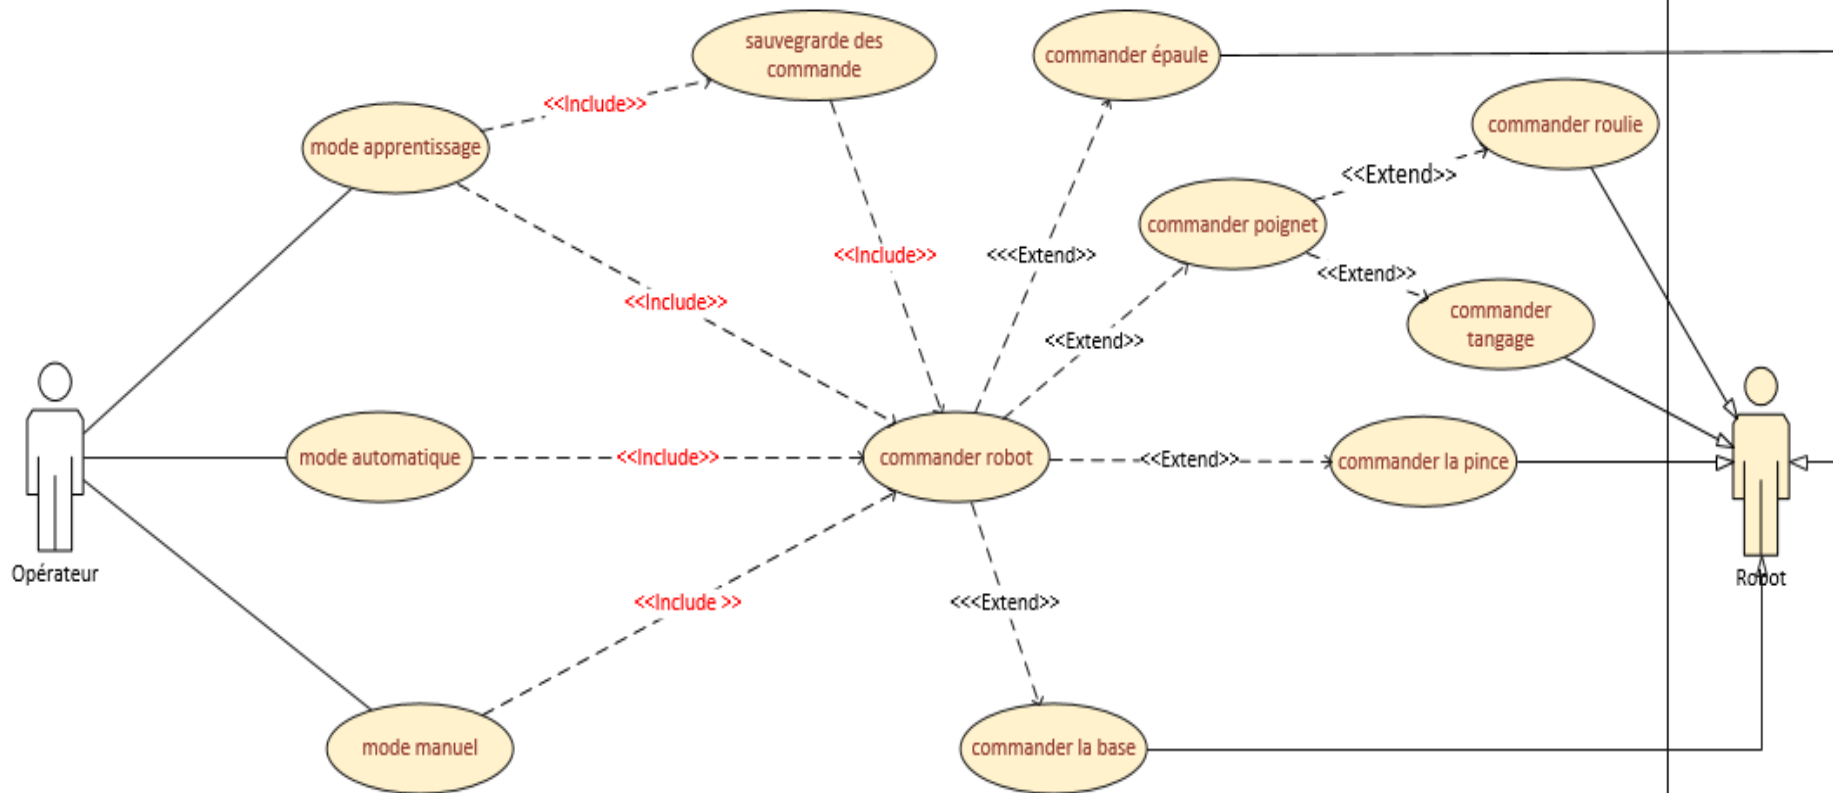 sauvegrarde des
commande
commander épaule
<<Include>>
commander roulie
mode apprentissage
<<Extend>>
commander poignet
<<Include>>
<<<Extend>>
<<Extend>>
<<Include>>
commander
tangage
<<Extend>>
mode automatique
<<Include>>
commander robot
<<Extend>>
commander la pince
Opérateur
Robot
<<Include >>
<<<Extend>>
mode manuel
commander la base